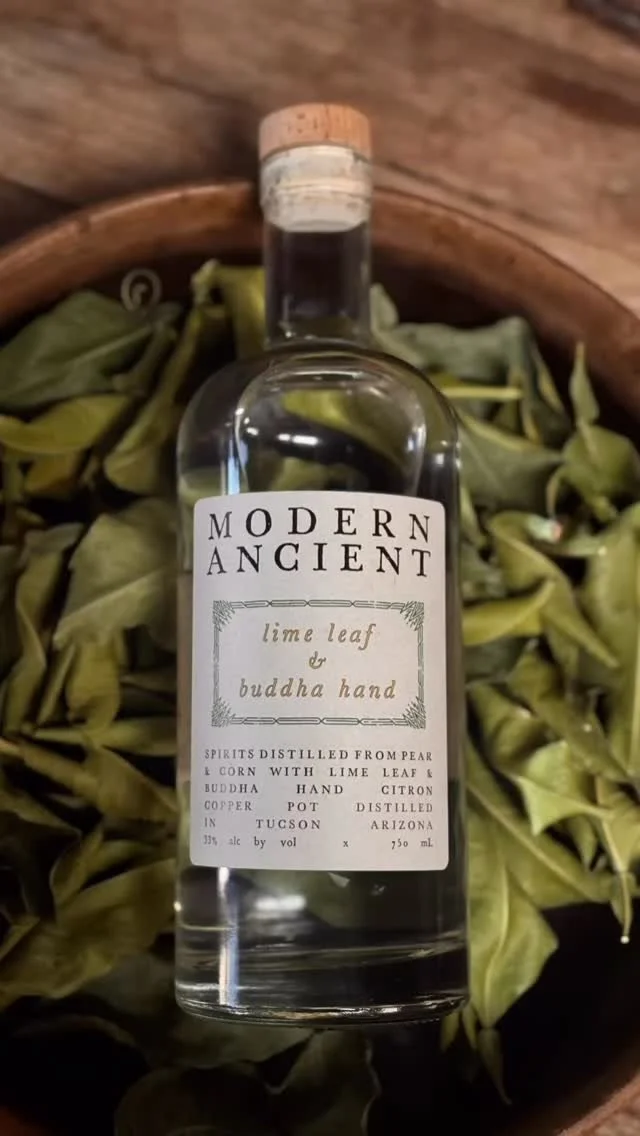 MODERN
ANCIENT
lime leaf
&
buddha hand
SPIRITS DISTILLED FROM PEAR
& CORN WITH LIME LEAF &
BUDDHA HAND CITRON
COPPER POT DISTILLED
IN TUCSON ARIZONA
33% alc by vol x 750 mL